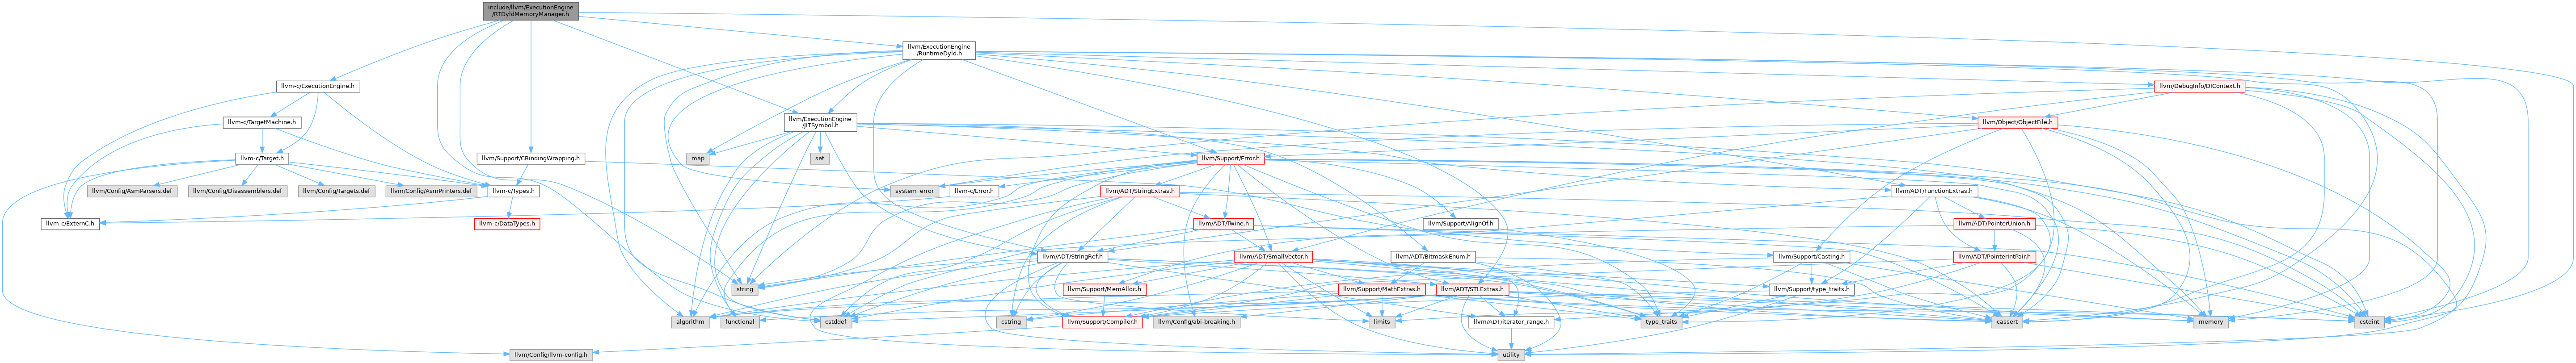 include/llvm/ExecutionEngine
/RTDyldMemoryManager.h
llvm/ExecutionEngine
/RuntimeDyld.h
llvm-c/ExecutionEngine.h
llvm/DebugInfo/DIContext.h
llvm-c/TargetMachine.h
llvm/ExecutionEngine
/JITSymbol.h
llvm/Object/ObjectFile.h
llvm-c/Target.h
llvm/Support/CBindingWrapping.h
map
set
llvm/Support/Error.h
llvm/Config/AsmParsers.def
llvm/Config/Disassemblers.def
llvm/Config/Targets.def
llvm/Config/AsmPrinters.def
llvm-c/Types.h
system_error
llvm-c/Error.h
llvm/ADT/StringExtras.h
llvm/ADT/FunctionExtras.h
llvm-c/ExternC.h
llvm-c/DataTypes.h
llvm/ADT/Twine.h
llvm/Support/AlignOf.h
llvm/ADT/PointerUnion.h
llvm/ADT/StringRef.h
llvm/ADT/SmallVector.h
llvm/ADT/BitmaskEnum.h
llvm/Support/Casting.h
llvm/ADT/PointerIntPair.h
string
llvm/Support/MemAlloc.h
llvm/Support/MathExtras.h
llvm/ADT/STLExtras.h
llvm/Support/type_traits.h
algorithm
functional
cstddef
cstring
llvm/Support/Compiler.h
llvm/Config/abi-breaking.h
limits
llvm/ADT/iterator_range.h
type_traits
cassert
memory
cstdint
llvm/Config/llvm-config.h
utility